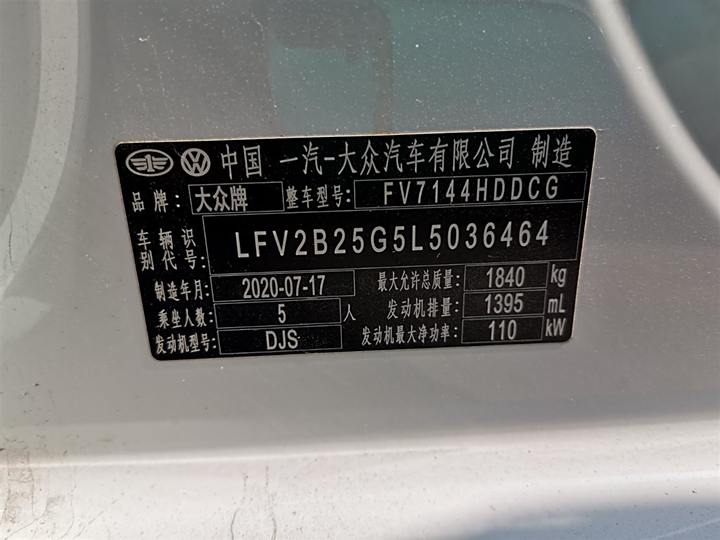 中国 一汽-大众汽车有限公司 制造
品牌: 大众牌 整车型号: FV7144HDDCG
车辆识别代号: LFV2B25G5L5036464
制造年月: 2020-07-17 最大允许总质量: 1840 kg
乘坐人数: 5 人 发动机排量: 1395 mL
发动机型号: DJS 发动机最大净功率: 110 kW